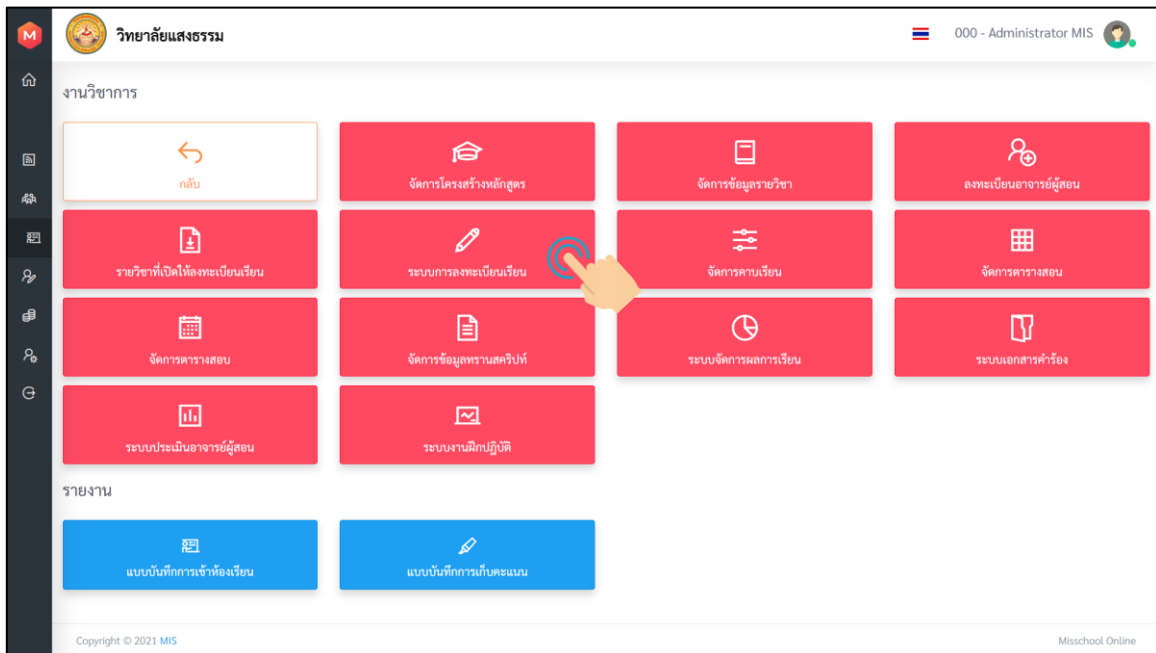 M
วิทยาลัยแสงธรรม
000 - Administrator MIS
งานวิชาการ
กลับ
จัดการโครงสร้างหลักสูตร
จัดการข้อมูลรายวิชา
ลงทะเบียนอาจารย์ผู้สอน
รายวิชาที่เปิดให้ลงทะเบียนเรียน
ระบบการลงทะเบียนเรียน
จัดการคาบเรียน
จัดการตารางสอน
จัดการตารางสอบ
จัดการข้อมูลทรานสคริปท์
ระบบจัดการผลการเรียน
ระบบเอกสารคำร้อง
ระบบประเมินอาจารย์ผู้สอน
ระบบงานฝึกปฏิบัติ
รายงาน
แบบบันทึกการเข้าห้องเรียน
แบบบันทึกการเก็บคะแนน
Copyright © 2021 MIS
Misschool Online